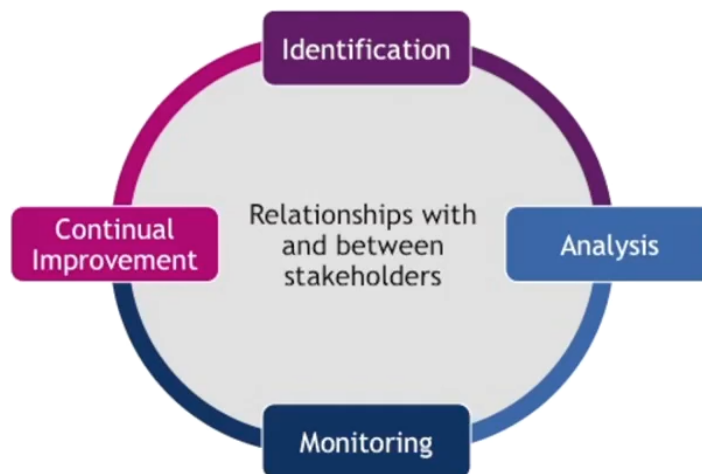 Identification
Continual
Improvement
Relationships with
and between
stakeholders
Analysis
Monitoring